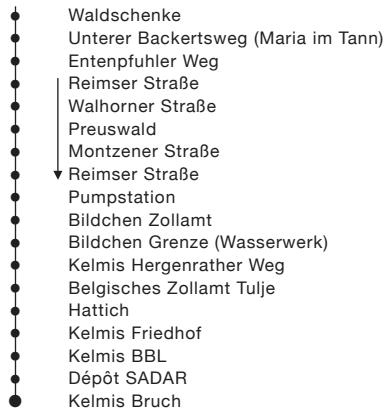 Waldschenke
Unterer Backertsweg (Maria im Tann)
Entenpfuhler Weg
Reimser Straße
Walhorner Straße
Preuswald
Montzener Straße
Reimser Straße
Pumpstation
Bildchen Zollamt
Bildchen Grenze (Wasserwerk)
Kelmis Hergenrather Weg
Belgisches Zollamt Tulje
Hattich
Kelmis Friedhof
Kelmis BBL
Dépôt SADAR
Kelmis Bruch